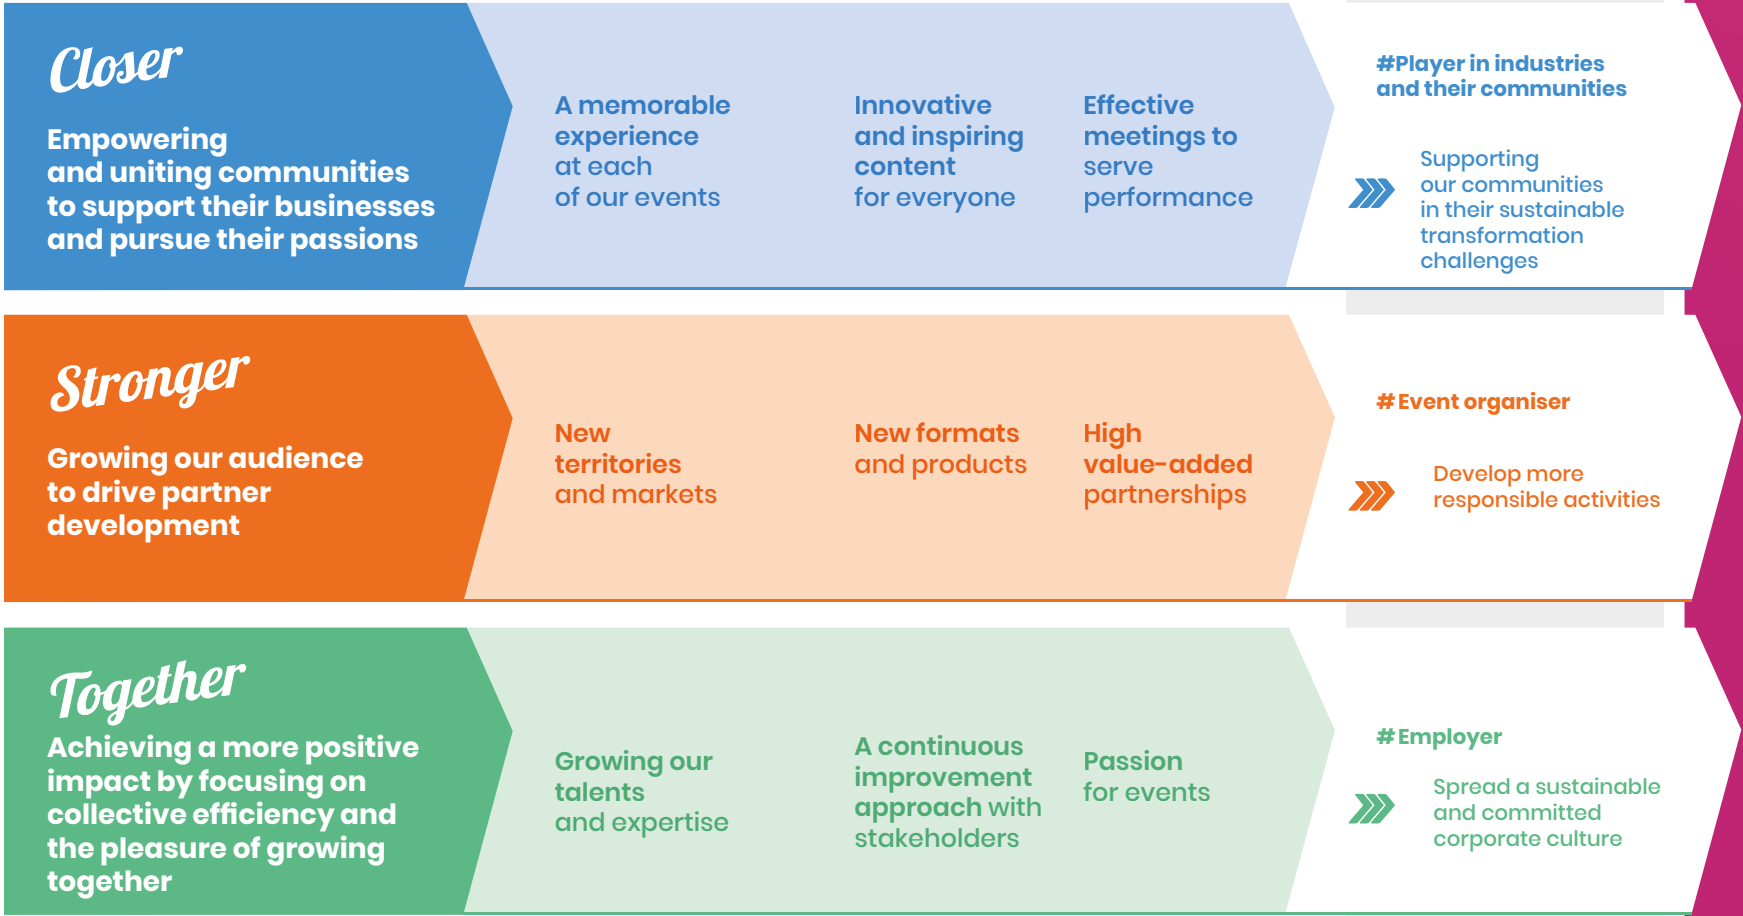 Closer
Empowering
and uniting communities
to support their businesses
and pursue their passions
A memorable
experience
at each
of our events
Innovative
and inspiring
content
for everyone
Effective
meetings to
serve
performance
#Player in industries
and their communities
Supporting
our communities
in their sustainable
transformation
challenges
Stronger
Growing our audience
to drive partner
development
New
territories
and markets
New formats
and products
High
value-added
partnerships
#Event organiser
Develop more
responsible activities
Together
Achieving a more positive
impact by focusing on
collective efficiency and
the pleasure of growing
together
Growing our
talents
and expertise
A continuous
improvement
approach with
stakeholders
Passion
for events
#Employer
Spread a sustainable
and committed
corporate culture